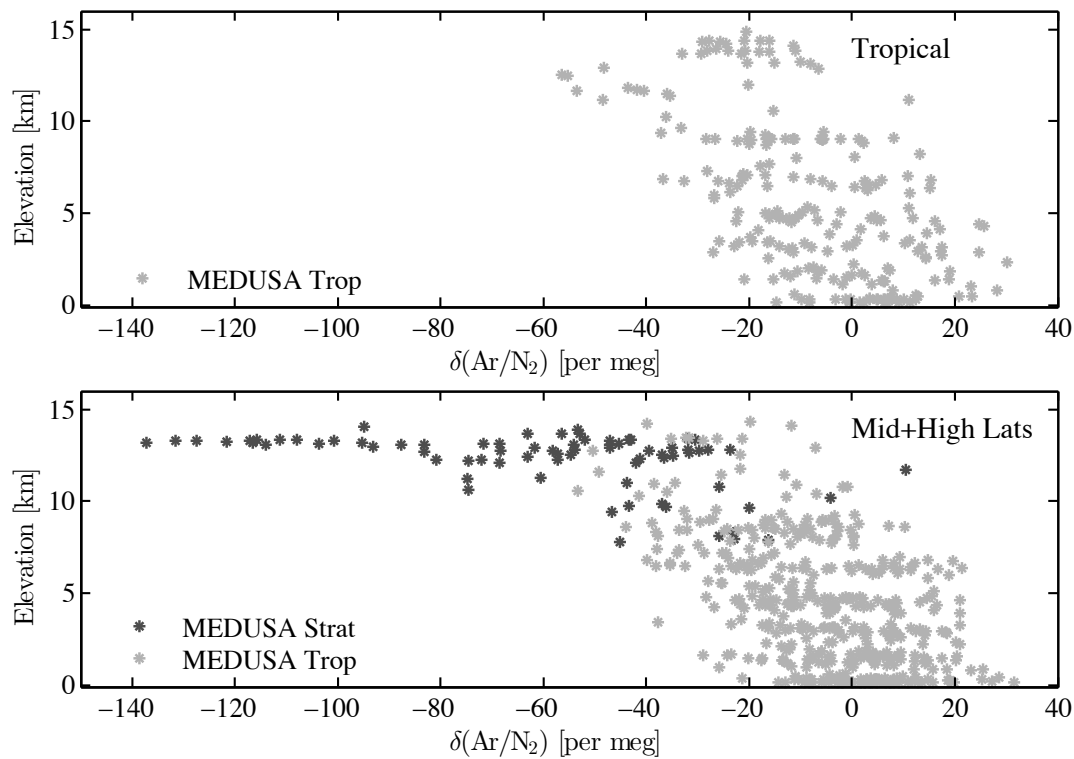 15
Tropical
10
Elevation [km]
5
MEDUSA Trop
0
−140 −120 −100 −80 −60 −40 −20 0 20 40
δ(Ar/N₂) [per meg]
15
Mid+High Lats
10
Elevation [km]
5
MEDUSA Strat
MEDUSA Trop
0
−140 −120 −100 −80 −60 −40 −20 0 20 40
δ(Ar/N₂) [per meg]